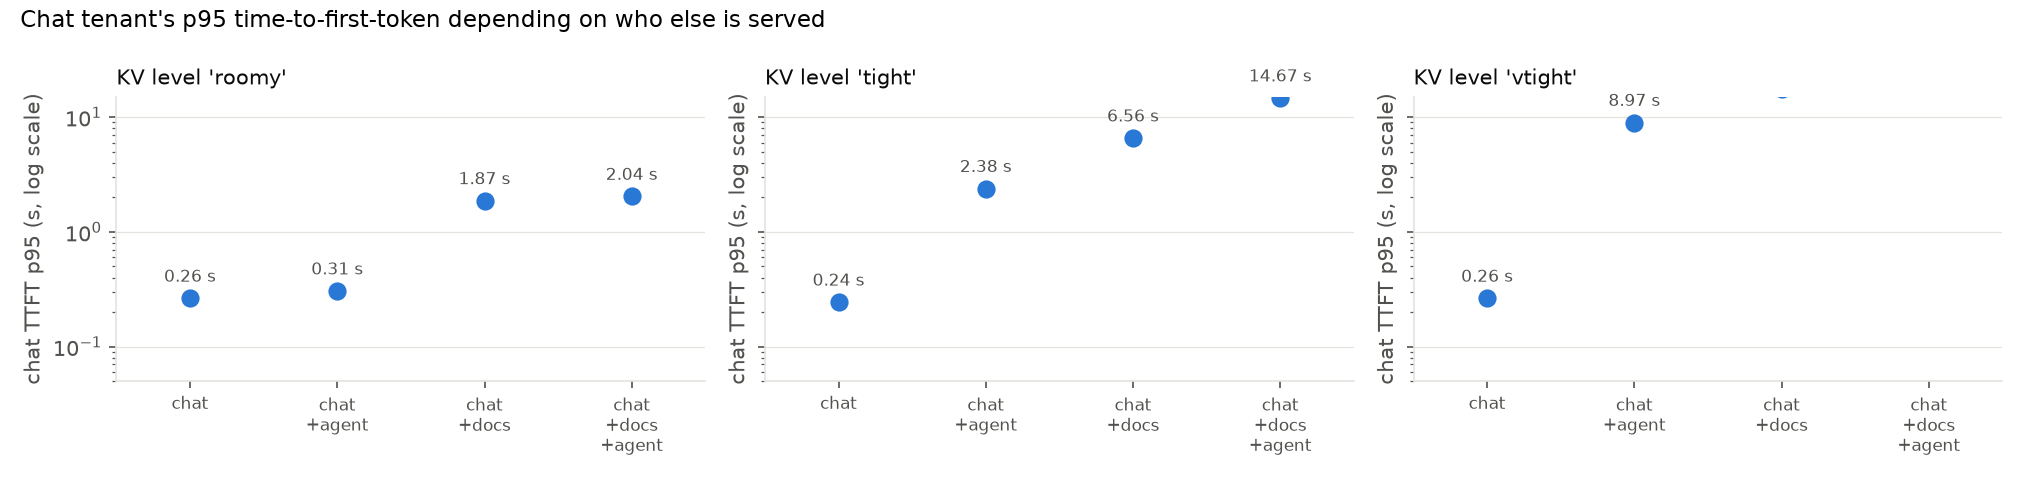 Chat tenant's p95 time-to-first-token depending on who else is served
KV level 'roomy'
chat TTFT p95 (s, log scale)
10¹
10⁰
10⁻¹
0.26 s
0.31 s
1.87 s
2.04 s
chat
chat
+agent
chat
+docs
chat
+docs
+agent
KV level 'tight'
chat TTFT p95 (s, log scale)
0.24 s
2.38 s
6.56 s
14.67 s
chat
chat
+agent
chat
+docs
chat
+docs
+agent
KV level 'vtight'
chat TTFT p95 (s, log scale)
0.26 s
8.97 s
chat
chat
+agent
chat
+docs
chat
+docs
+agent